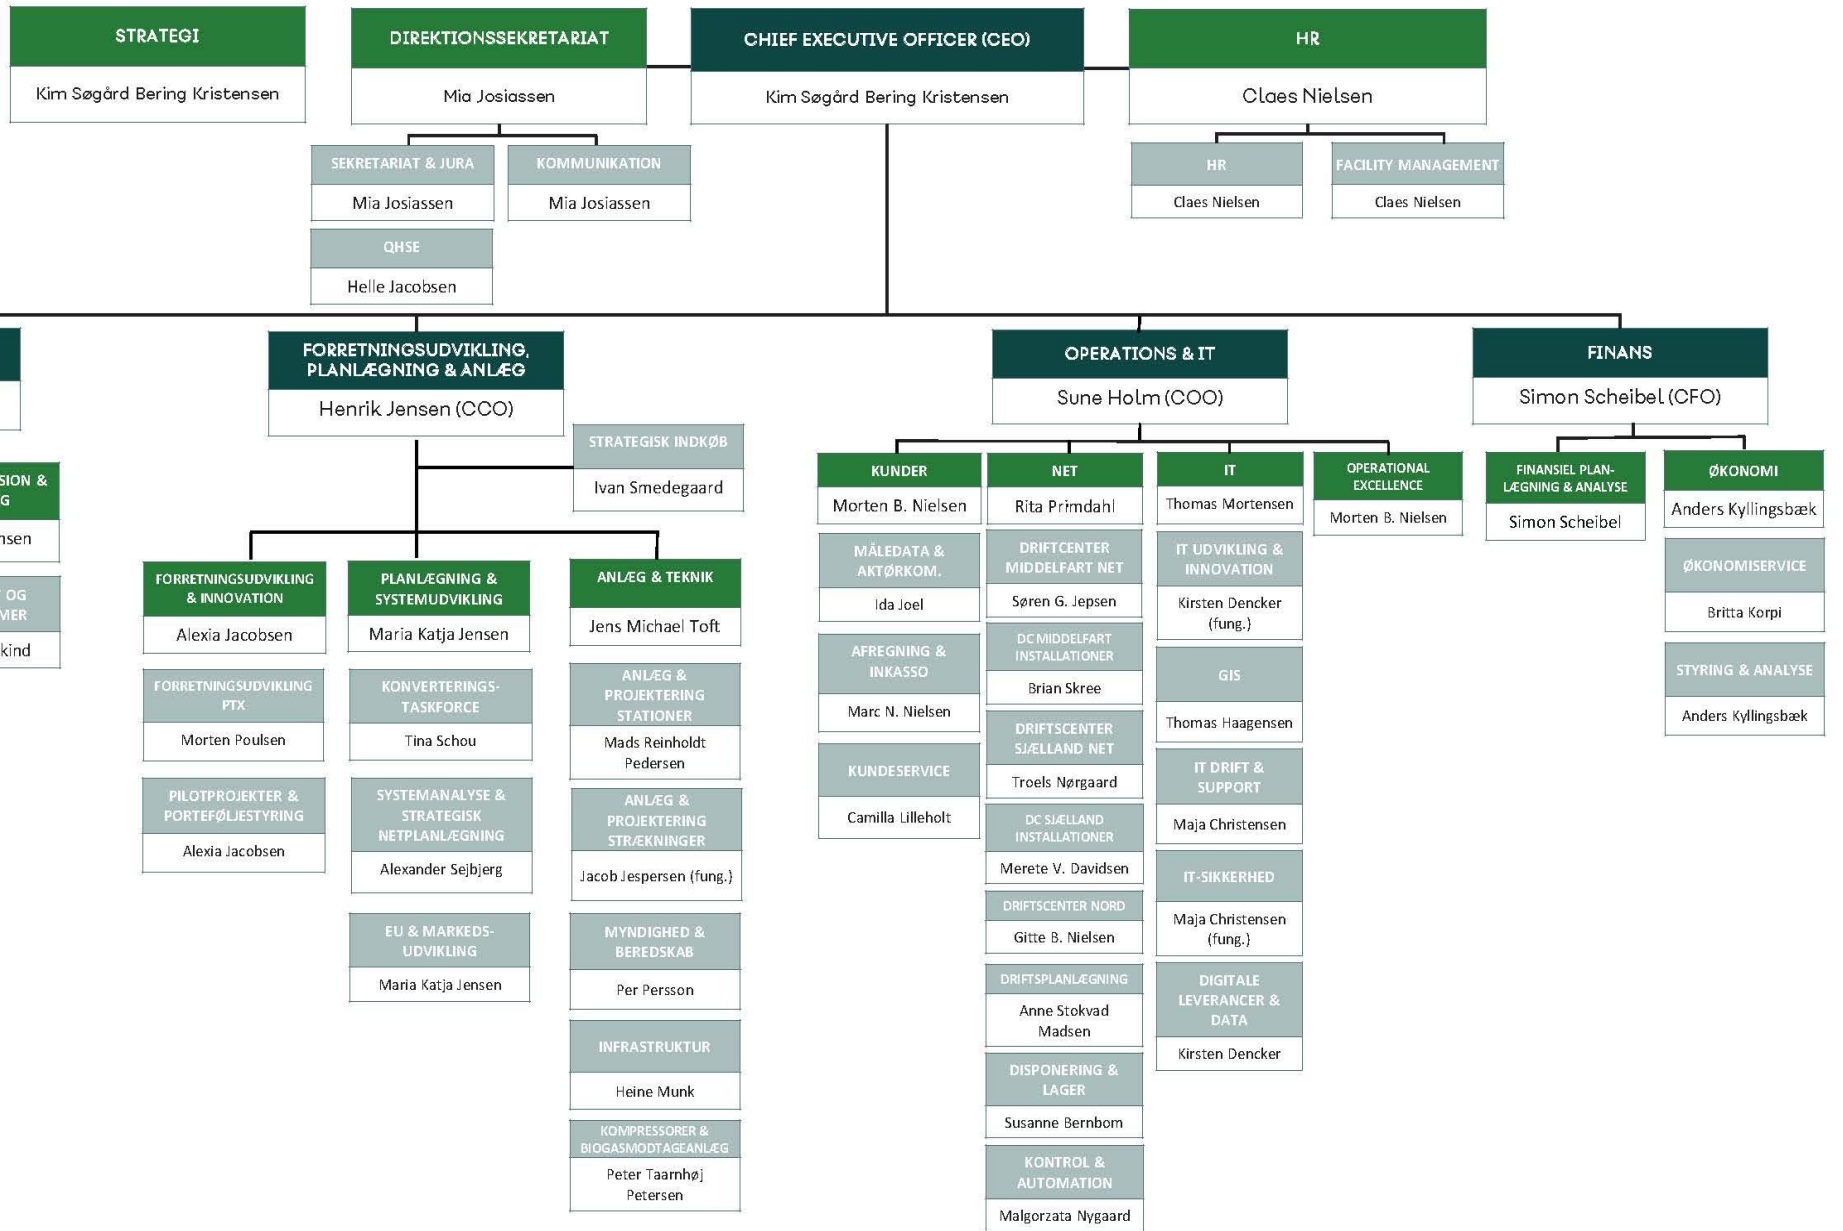 STRATEGI
Kim Søgård Bering Kristensen
DIREKTIONSSEKRETARIAT
Mia Josiassen
CHIEF EXECUTIVE OFFICER (CEO)
Kim Søgård Bering Kristensen
HR
Claes Nielsen
SEKRETARIAT & JURA
Mia Josiassen
KOMMUNIKATION
Mia Josiassen
QHSE
Helle Jacobsen
HR
Claes Nielsen
FACILITY MANAGEMENT
Claes Nielsen
SION &
G
nsen
OG
MER
kind
FORRETNINGSUDVIKLING,
PLANLÆGNING & ANLÆG
Henrik Jensen (CCO)
STRATEGISK INDKØB
Ivan Smedegaard
FORRETNINGSUDVIKLING
& INNOVATION
Alexia Jacobsen
FORRETNINGSUDVIKLING
PTX
Morten Poulsen
PILOTPROJEKTER &
PORTEFØLJESTYRING
Alexia Jacobsen
PLANLÆGNING &
SYSTEMUDVIKLING
Maria Katja Jensen
KONVERTERINGS-
TASKFORCE
Tina Schou
SYSTEMANALYSE &
STRATEGISK
NETPLANLÆGNING
Alexander Sejbjerg
EU & MARKEDS-
UDVIKLING
Maria Katja Jensen
ANLÆG & TEKNIK
Jens Michael Toft
ANLÆG &
PROJEKTERING
STATIONER
Mads Reinholdt
Pedersen
ANLÆG &
PROJEKTERING
STRÆKNINGER
Jacob Jespersen (fung.)
MYNDIGHED &
BEREDSKAB
Per Persson
INFRASTRUKTUR
Heine Munk
KOMPRESSORER &
BIOGASMODTAGEANLÆG
Peter Taarnhøj
Petersen
OPERATIONS & IT
Sune Holm (COO)
KUNDER
Morten B. Nielsen
MÅLEDATA &
AKTØRKOM.
Ida Joel
AFREGNING &
INKASSO
Marc N. Nielsen
KUNDESERVICE
Camilla Lilleholt
NET
Rita Primdahl
DRIFTCENTER
MIDDELFART NET
Søren G. Jepsen
DC MIDDELFART
INSTALLATIONER
Brian Skree
DRIFTSCENTER
SJÆLLAND NET
Troels Nørgaard
DC SJÆLLAND
INSTALLATIONER
Merete V. Davidsen
DRIFTSCENTER NORD
Gitte B. Nielsen
DRIFTSPLANLÆGNING
Anne Stokvad
Madsen
DISPONERING &
LAGER
Susanne Bernbom
KONTROL &
AUTOMATION
Malgorzata Nygaard
IT
Thomas Mortensen
IT UDVIKLING &
INNOVATION
Kirsten Dencker
(fung.)
GIS
Thomas Haagensen
IT DRIFT &
SUPPORT
Maja Christensen
IT-SIKKERHED
Maja Christensen
(fung.)
DIGITALE
LEVERANCER &
DATA
Kirsten Dencker
OPERATIONAL
EXCELLENCE
Morten B. Nielsen
FINANS
Simon Scheibel (CFO)
FINANSIEL PLAN-
LÆGNING & ANALYSE
Simon Scheibel
ØKONOMI
Anders Kyllingsbæk
ØKONOMISERVICE
Britta Korpi
STYRING & ANALYSE
Anders Kyllingsbæk